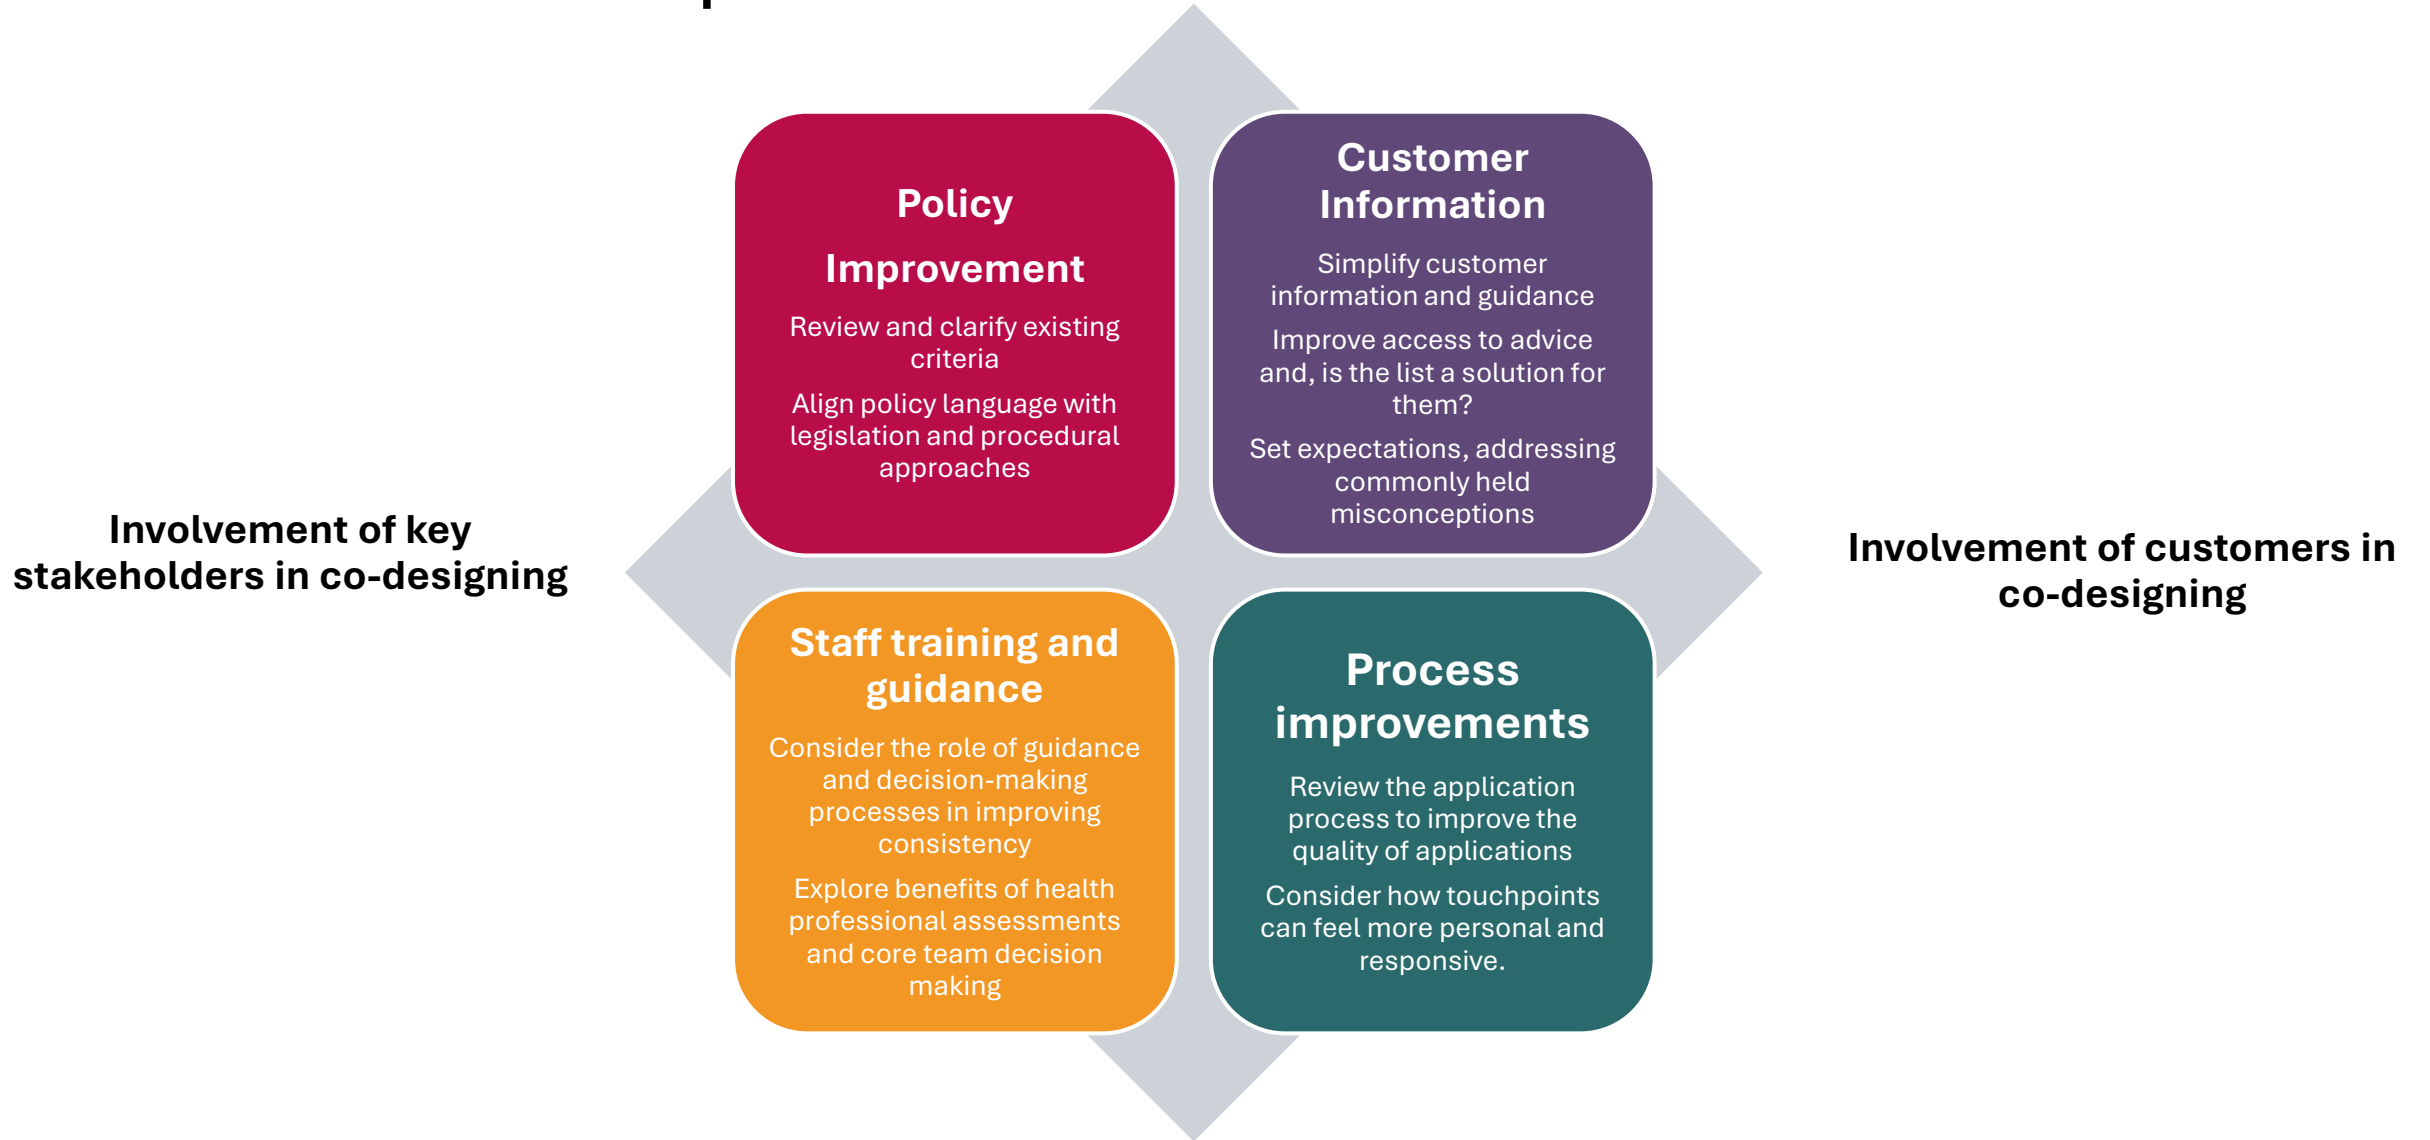 Policy
Improvement
Review and clarify existing
criteria
Align policy language with
legislation and procedural
approaches
Customer
Information
Simplify customer
information and guidance
Improve access to advice
and, is the list a solution for
them?
Set expectations, addressing
commonly held
misconceptions
Involvement of key
stakeholders in co-designing
Involvement of customers in
co-designing
Staff training and
guidance
Consider the role of guidance
and decision-making
processes in improving
consistency
Explore benefits of health
professional assessments
and core team decision
making
Process
improvements
Review the application
process to improve the
quality of applications
Consider how touchpoints
can feel more personal and
responsive.